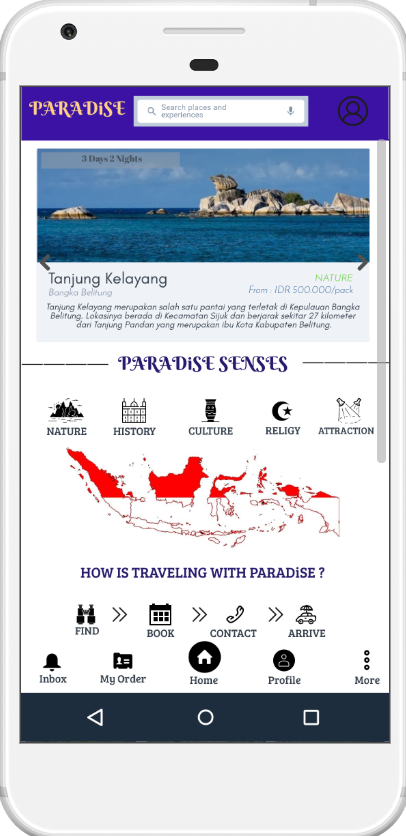 PARADiSE
Search places and
experiences
3 Days 2 Nights
Tanjung Kelayang
NATURE
Bangka Belitung
From : IDR 500.000/pack
Tanjung Kelayang merupakan salah satu pantai yang terletak di Kepulauan Bangka
Belitung. Lokasinya berada di Kecamatan Sijuk dan berjarak sekitar 27 kilometer
dari Tanjung Pandan yang merupakan Ibu Kota Kabupaten Belitung.
PARADiSE SENSES
NATURE HISTORY CULTURE RELIGY ATTRACTION
HOW IS TRAVELING WITH PARADiSE ?
FIND BOOK CONTACT ARRIVE
Inbox My Order Home Profile More